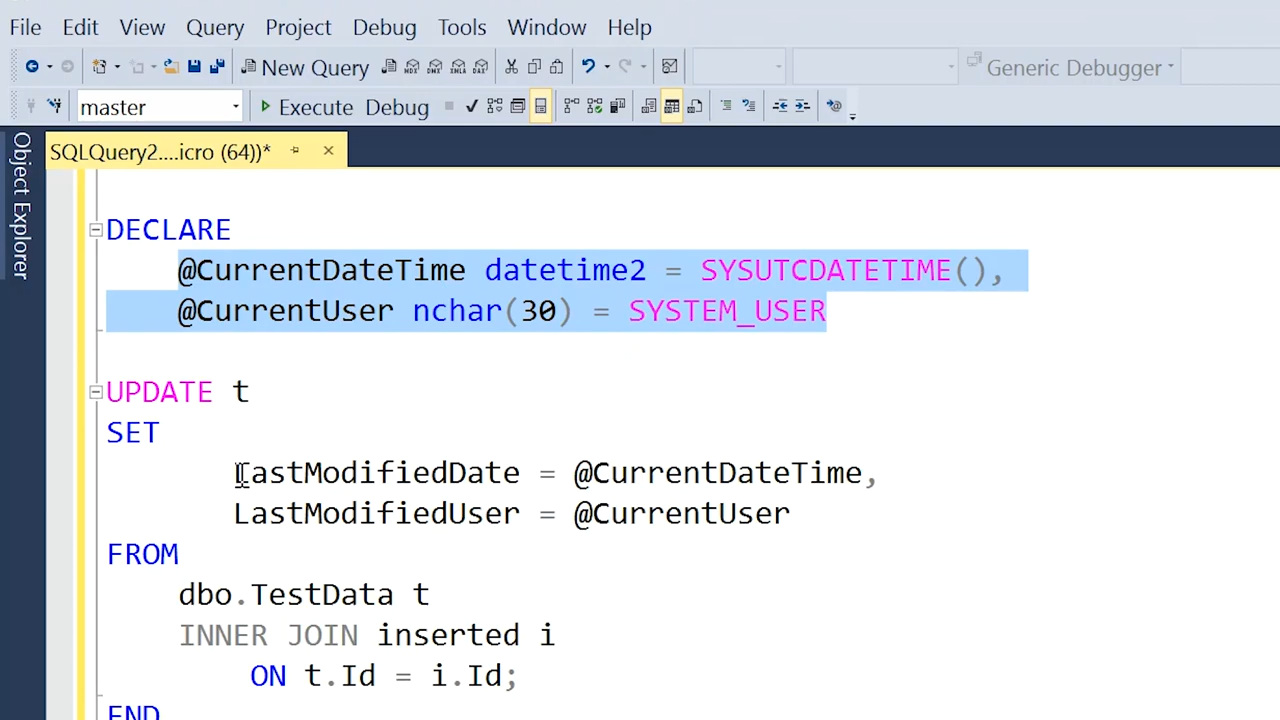 File Edit View Query Project Debug Tools Window Help
New Query Generic Debugger
master Execute Debug
SQLQuery2....icro (64))*
Object Explorer
DECLARE
@CurrentDateTime datetime2 = SYSUTCDATETIME(),
@CurrentUser nchar(30) = SYSTEM_USER
UPDATE t
SET
LastModifiedDate = @CurrentDateTime,
LastModifiedUser = @CurrentUser
FROM
dbo.TestData t
INNER JOIN inserted i
ON t.Id = i.Id;
END